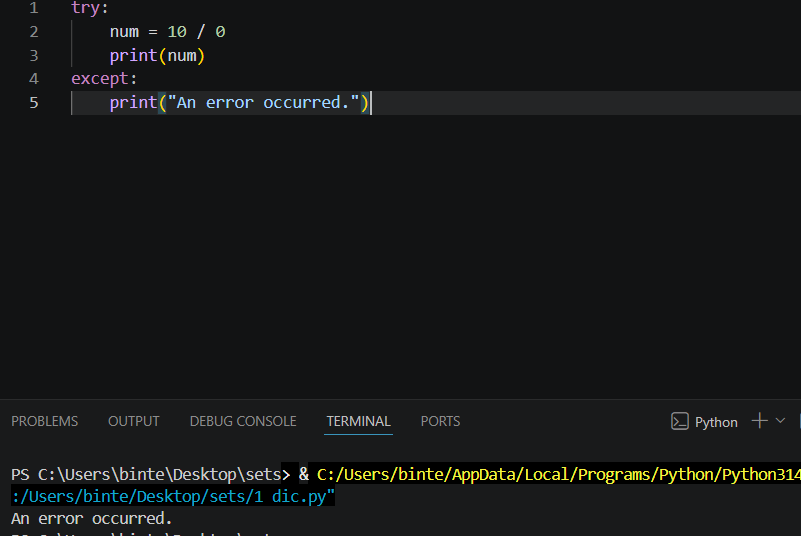 1 try:
2     num = 10 / 0
3     print(num)
4 except:
5     print("An error occurred.")
PROBLEMS OUTPUT DEBUG CONSOLE TERMINAL PORTS Python
PS C:\Users\binte\Desktop\sets> & C:/Users/binte/AppData/Local/Programs/Python/Python314
:/Users/binte/Desktop/sets/1 dic.py"
An error occurred.